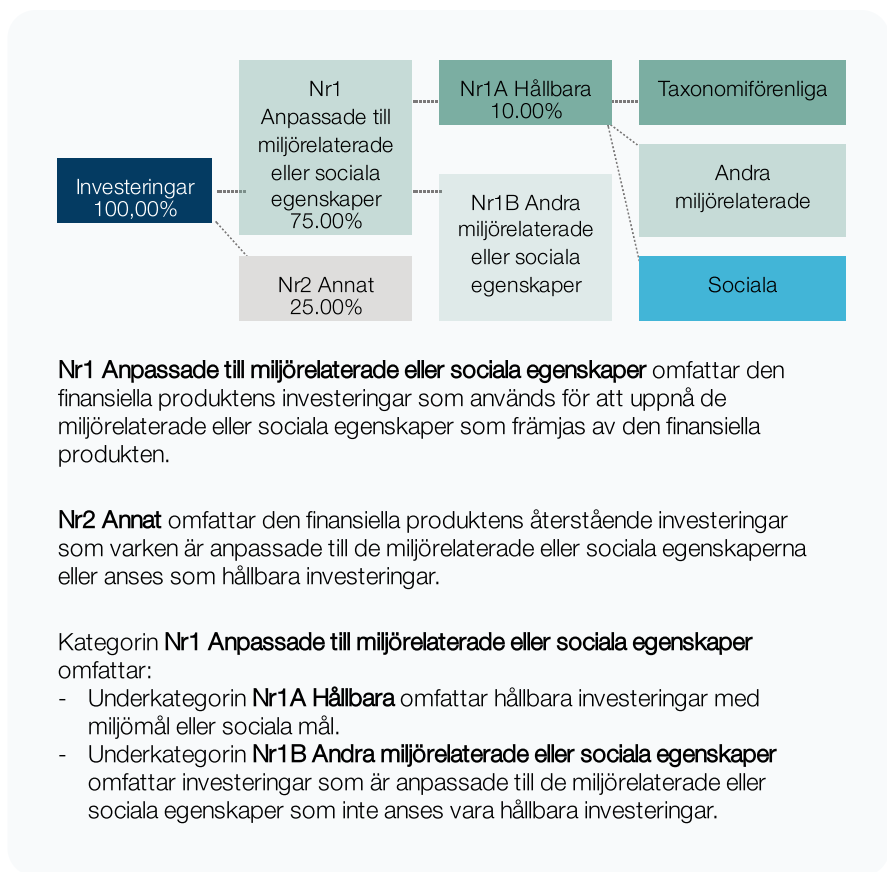 Investeringar
100,00%
Nr1
Anpassade till
miljörelaterade
eller sociala
egenskaper
75.00%
Nr2 Annat
25.00%
Nr1A Hållbara
10.00%
Nr1B Andra
miljörelaterade
eller sociala
egenskaper
Taxonomiförenliga
Andra
miljörelaterade
Sociala
Nr1 Anpassade till miljörelaterade eller sociala egenskaper omfattar den
finansiella produktens investeringar som används för att uppnå de
miljörelaterade eller sociala egenskaper som främjas av den finansiella
produkten.
Nr2 Annat omfattar den finansiella produktens återstående investeringar
som varken är anpassade till de miljörelaterade eller sociala egenskaperna
eller anses som hållbara investeringar.
Kategorin Nr1 Anpassade till miljörelaterade eller sociala egenskaper
omfattar:
- Underkategorin Nr1A Hållbara omfattar hållbara investeringar med
miljömål eller sociala mål.
- Underkategorin Nr1B Andra miljörelaterade eller sociala egenskaper
omfattar investeringar som är anpassade till de miljörelaterade eller
sociala egenskaper som inte anses vara hållbara investeringar.